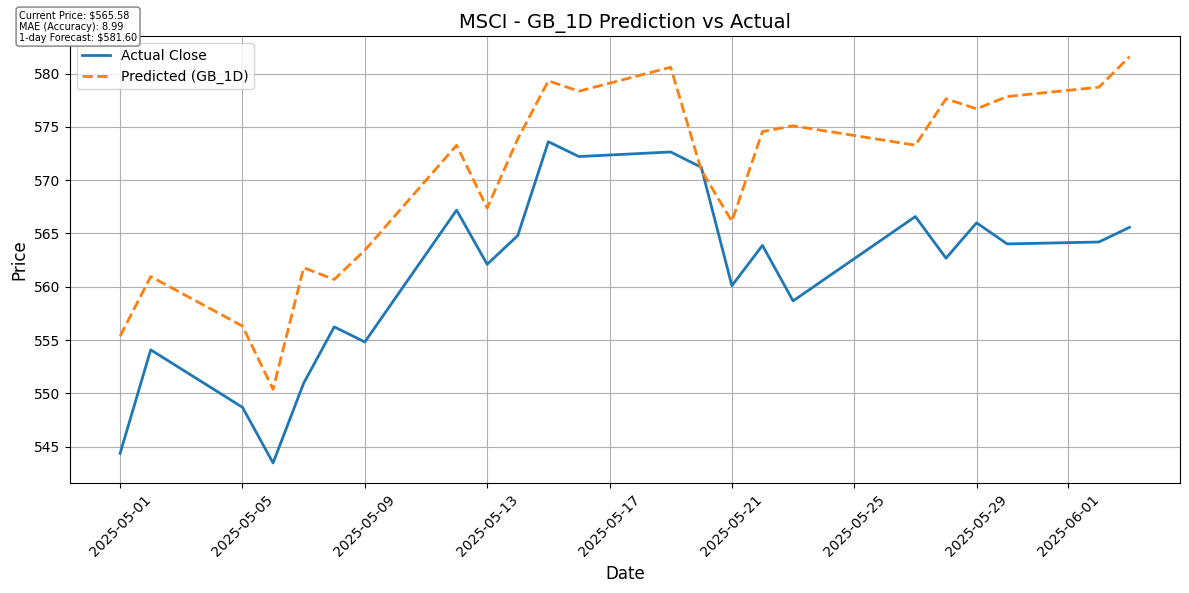 MSCI - GB_1D Prediction vs Actual
Current Price: $565.58
MAE (Accuracy): 8.99
1-day Forecast: $581.60
Actual Close
Predicted (GB_1D)
Price
580
575
570
565
560
555
550
545
2025-05-01
2025-05-05
2025-05-09
2025-05-13
2025-05-17
2025-05-21
2025-05-25
2025-05-29
2025-06-01
Date